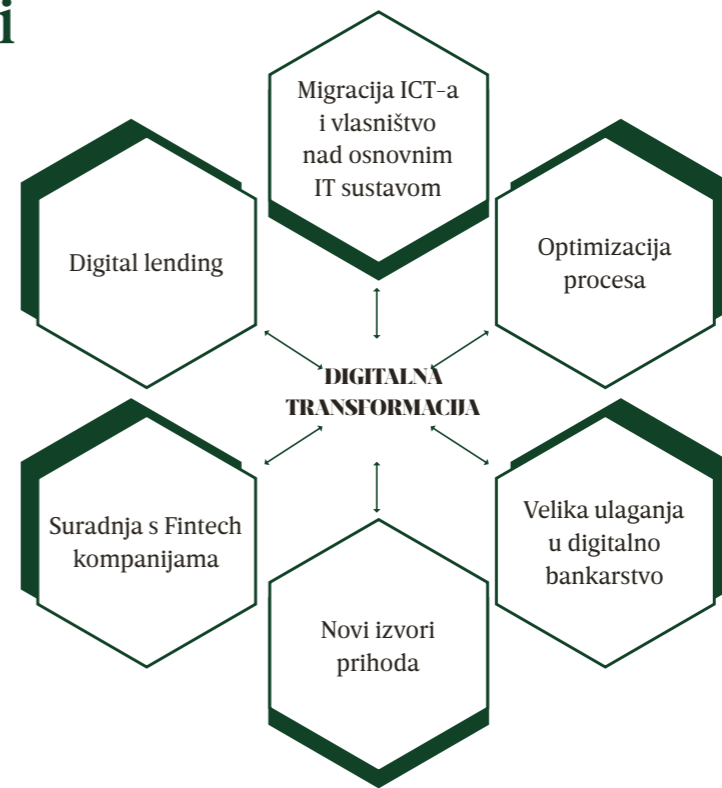 i
Migracija ICT-a
i vlasništvo
nad osnovnim
IT sustavom
Digital lending
Optimizacija
procesa
DIGITALNA
TRANSFORMACIJA
Suradnja s Fintech
kompanijama
Velika ulaganja
u digitalno
bankarstvo
Novi izvori
prihoda